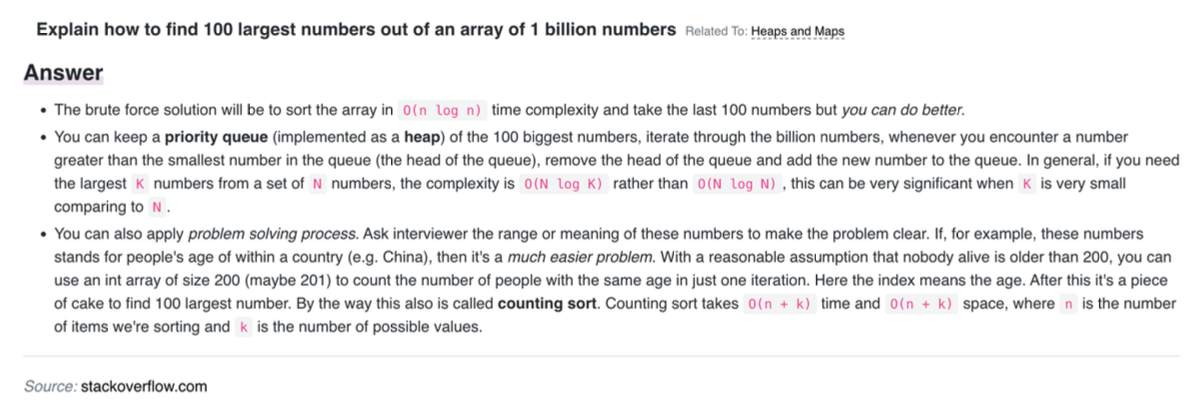 Explain how to find 100 largest numbers out of an array of 1 billion numbers Related To: Heaps and Maps
Answer
• The brute force solution will be to sort the array in O(n log n) time complexity and take the last 100 numbers but you can do better.
• You can keep a priority queue (implemented as a heap) of the 100 biggest numbers, iterate through the billion numbers, whenever you encounter a number
greater than the smallest number in the queue (the head of the queue), remove the head of the queue and add the new number to the queue. In general, if you need
the largest K numbers from a set of N numbers, the complexity is O(N log K) rather than O(N log N) , this can be very significant when K is very small
comparing to N .
• You can also apply problem solving process. Ask interviewer the range or meaning of these numbers to make the problem clear. If, for example, these numbers
stands for people's age of within a country (e.g. China), then it's a much easier problem. With a reasonable assumption that nobody alive is older than 200, you can
use an int array of size 200 (maybe 201) to count the number of people with the same age in just one iteration. Here the index means the age. After this it's a piece
of cake to find 100 largest number. By the way this also is called counting sort. Counting sort takes O(n + k) time and O(n + k) space, where n is the number
of items we're sorting and k is the number of possible values.
Source: stackoverflow.com